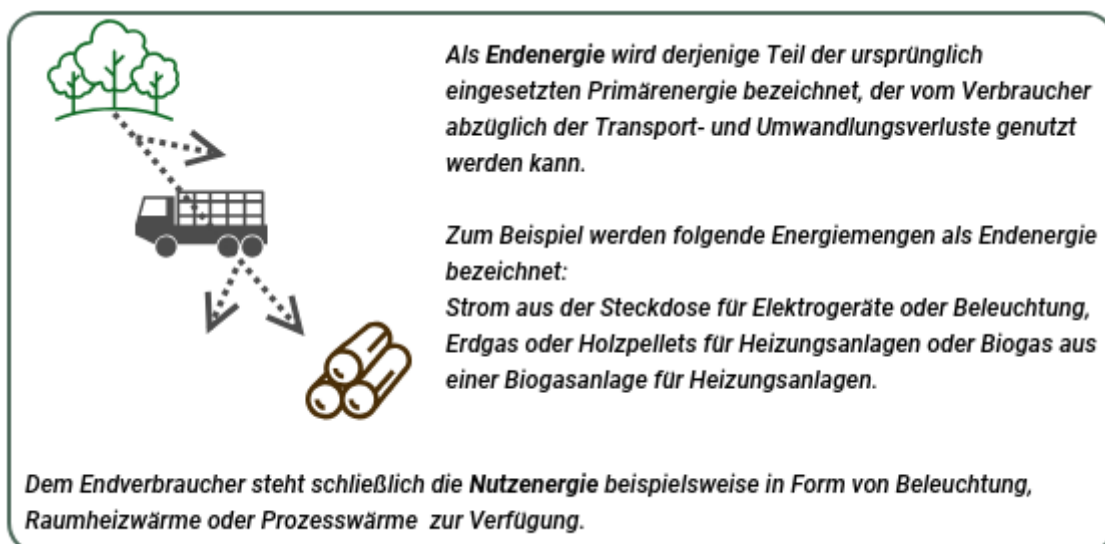 Als Endenergie wird derjenige Teil der ursprünglich
eingesetzten Primärenergie bezeichnet, der vom Verbraucher
abzüglich der Transport- und Umwandlungsverluste genutzt
werden kann.
Zum Beispiel werden folgende Energiemengen als Endenergie
bezeichnet:
Strom aus der Steckdose für Elektrogeräte oder Beleuchtung,
Erdgas oder Holzpellets für Heizungsanlagen oder Biogas aus
einer Biogasanlage für Heizungsanlagen.
Dem Endverbraucher steht schließlich die Nutzenergie beispielsweise in Form von Beleuchtung,
Raumheizwärme oder Prozesswärme zur Verfügung.